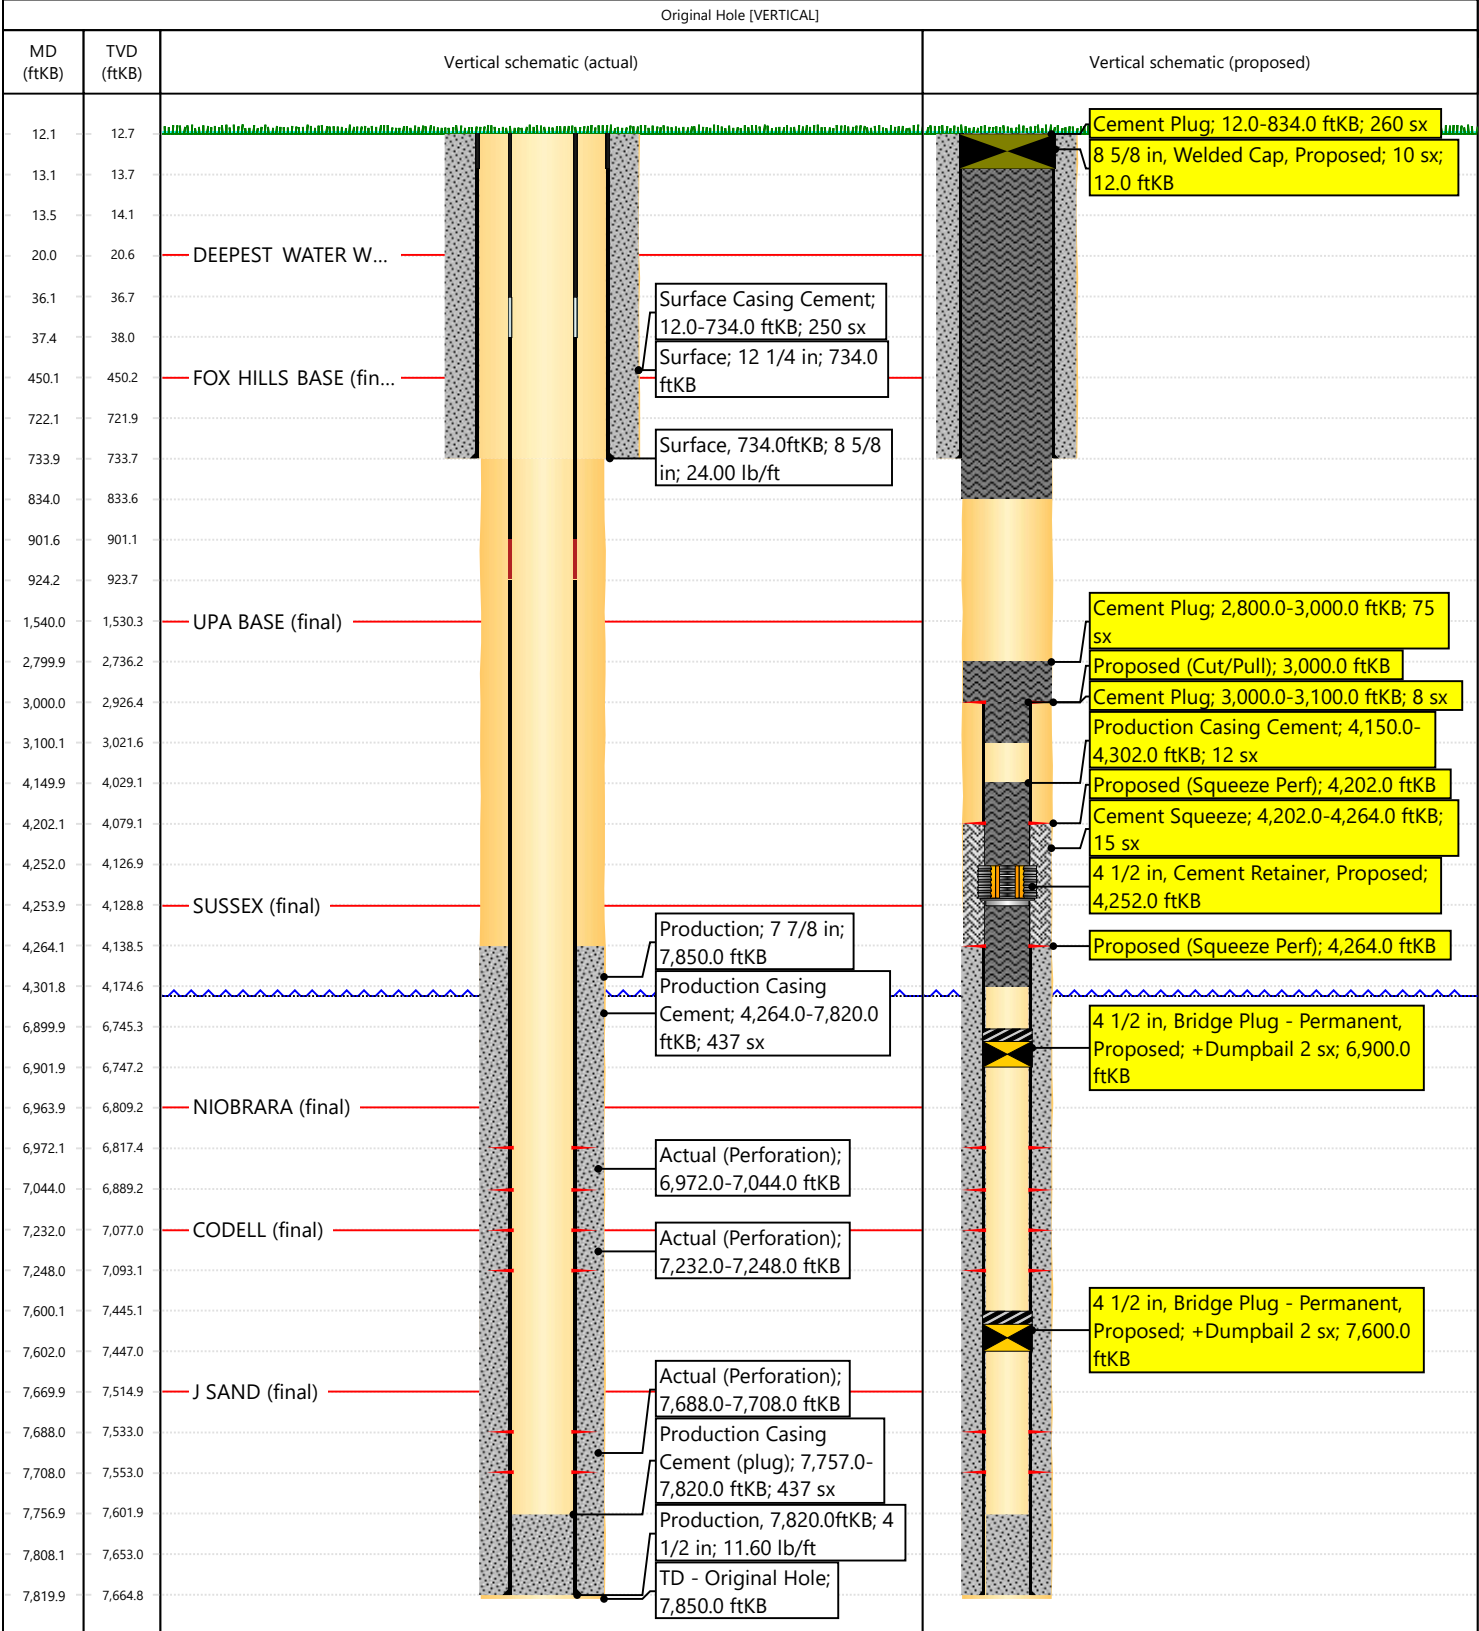 Original Hole [VERTICAL]
MD
(ftKB)
TVD
(ftKB)
Vertical schematic (actual)
Vertical schematic (proposed)
12.1 12.7
13.1 13.7
13.5 14.1
20.0 20.6
36.1 36.7
37.4 38.0
450.1 450.2
722.1 721.9
733.9 733.7
834.0 833.6
901.6 901.1
924.2 923.7
1,540.0 1,530.3
2,799.9 2,736.2
3,000.0 2,926.4
3,100.1 3,021.6
4,149.9 4,029.1
4,202.1 4,079.1
4,252.0 4,126.9
4,253.9 4,128.8
4,264.1 4,138.5
4,301.8 4,174.6
6,899.9 6,745.3
6,901.9 6,747.2
6,963.9 6,809.2
6,972.1 6,817.4
7,044.0 6,889.2
7,232.0 7,077.0
7,248.0 7,093.1
7,600.1 7,445.1
7,602.0 7,447.0
7,669.9 7,514.9
7,688.0 7,533.0
7,708.0 7,553.0
7,756.9 7,601.9
7,808.1 7,653.0
7,819.9 7,664.8
DEEPEST WATER W...
FOX HILLS BASE (fin...
UPA BASE (final)
SUSSEX (final)
NIOBRARA (final)
CODELL (final)
J SAND (final)
Surface Casing Cement;
12.0-734.0 ftKB; 250 sx
Surface; 12 1/4 in; 734.0
ftKB
Surface, 734.0ftKB; 8 5/8
in; 24.00 lb/ft
Production; 7 7/8 in;
7,850.0 ftKB
Production Casing
Cement; 4,264.0-7,820.0
ftKB; 437 sx
Actual (Perforation);
6,972.0-7,044.0 ftKB
Actual (Perforation);
7,232.0-7,248.0 ftKB
Actual (Perforation);
7,688.0-7,708.0 ftKB
Production Casing
Cement (plug); 7,757.0-
7,820.0 ftKB; 437 sx
Production, 7,820.0ftKB; 4
1/2 in; 11.60 lb/ft
TD - Original Hole;
7,850.0 ftKB
Cement Plug; 12.0-834.0 ftKB; 260 sx
8 5/8 in, Welded Cap, Proposed; 10 sx;
12.0 ftKB
Cement Plug; 2,800.0-3,000.0 ftKB; 75
sx
Proposed (Cut/Pull); 3,000.0 ftKB
Cement Plug; 3,000.0-3,100.0 ftKB; 8 sx
Production Casing Cement; 4,150.0-
4,302.0 ftKB; 12 sx
Proposed (Squeeze Perf); 4,202.0 ftKB
Cement Squeeze; 4,202.0-4,264.0 ftKB;
15 sx
4 1/2 in, Cement Retainer, Proposed;
4,252.0 ftKB
Proposed (Squeeze Perf); 4,264.0 ftKB
4 1/2 in, Bridge Plug - Permanent,
Proposed; +Dumpbail 2 sx; 6,900.0
ftKB
4 1/2 in, Bridge Plug - Permanent,
Proposed; +Dumpbail 2 sx; 7,600.0
ftKB